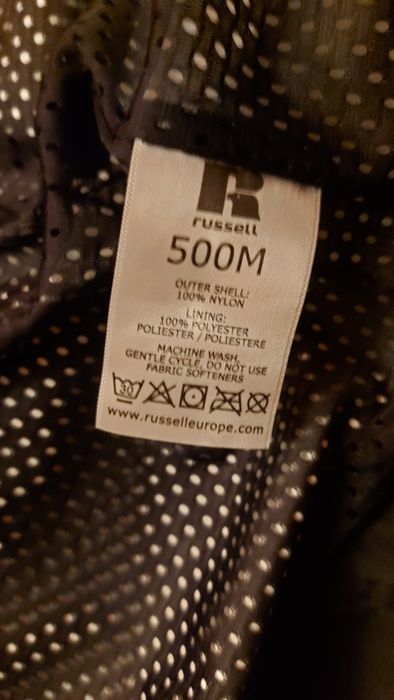 R
russell
500M
OUTER SHELL:
100% NYLON
LINING:
100% POLYESTER
POLIESTER / POLIESTERE
MACHINE WASH,
GENTLE CYCLE, DO NOT USE
FABRIC SOFTENERS
30
www.russelleurope.com